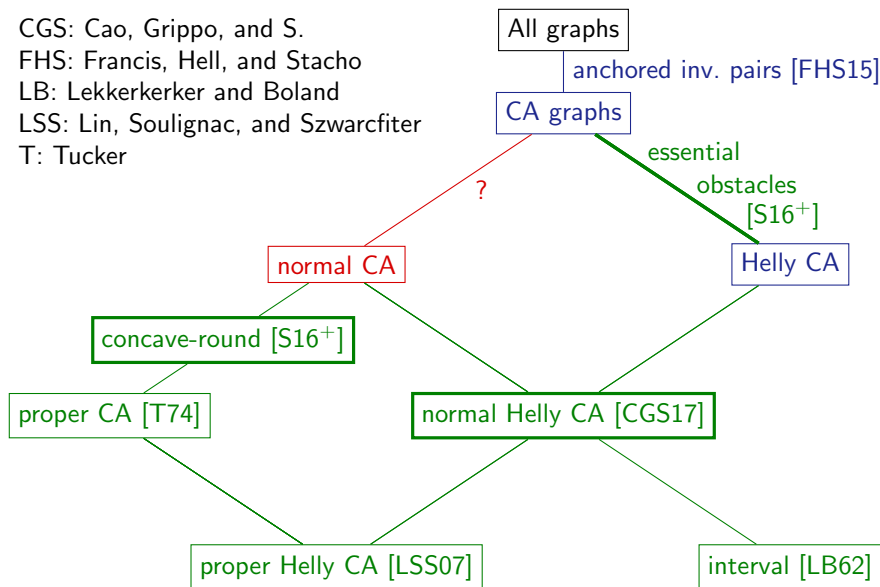 CGS: Cao, Grippo, and S.
FHS: Francis, Hell, and Stacho
LB: Lekkerkerker and Boland
LSS: Lin, Soulignac, and Szwarcfiter
T: Tucker
All graphs
anchored inv. pairs [FHS15]
CA graphs
essential
obstacles
[S16⁺]
?
normal CA
Helly CA
concave-round [S16⁺]
proper CA [T74]
normal Helly CA [CGS17]
proper Helly CA [LSS07]
interval [LB62]